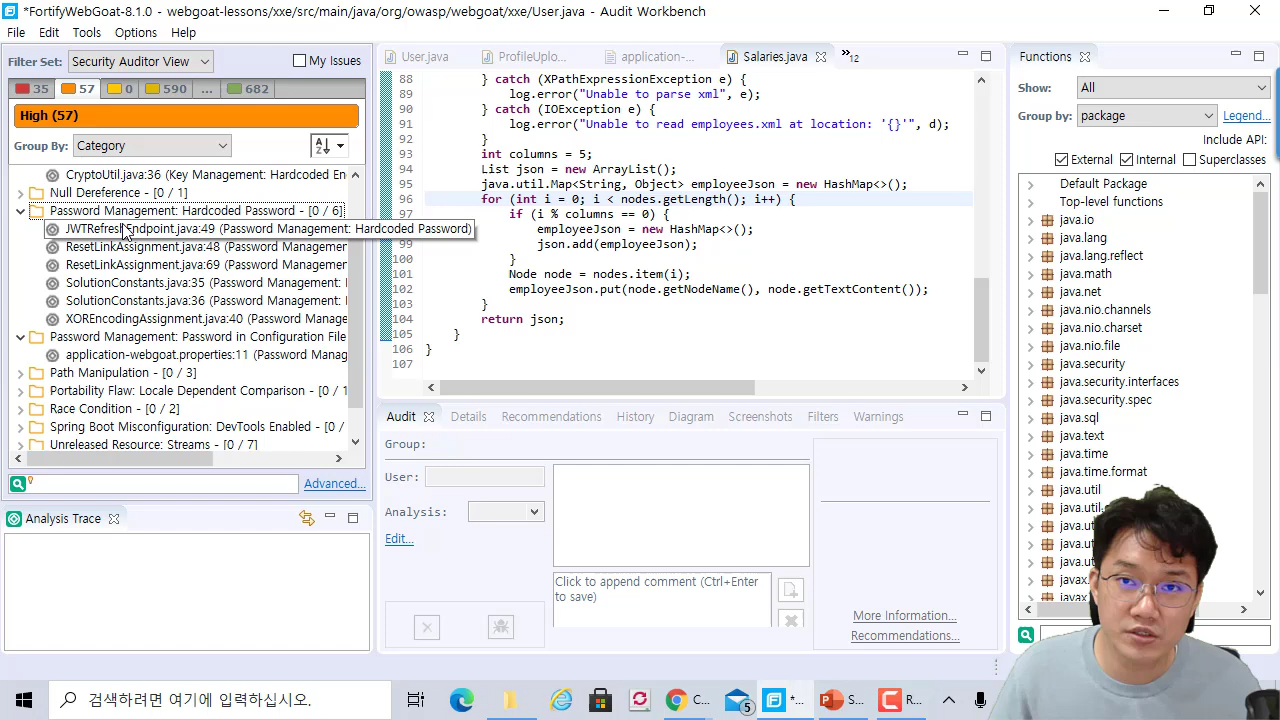 *FortifyWebGoat-8.1.0 - webgoat-lessons/xxe/src/main/java/org/owasp/webgoat/xxe/User.java - Audit Workbench
File Edit Tools Options Help
Filter Set: Security Auditor View My Issues
35 57 0 590 ... 682
High (57)
Group By: Category
CryptoUtil.java:36 (Key Management: Hardcoded En
Null Dereference - [0 / 1]
Password Management: Hardcoded Password - [0 / 6]
JWTRefreshEndpoint.java:49 (Password Management: Hardcoded Password)
ResetLinkAssignment.java:48 (Password Managemen
ResetLinkAssignment.java:69 (Password Managemen
SolutionConstants.java:35 (Password Management: I
SolutionConstants.java:36 (Password Management: I
XOREncodingAssignment.java:40 (Password Manage
Password Management: Password in Configuration File
application-webgoat.properties:11 (Password Manag
Path Manipulation - [0 / 3]
Portability Flaw: Locale Dependent Comparison - [0 / 1
Race Condition - [0 / 2]
Spring Boot Misconfiguration: DevTools Enabled - [0 /
Unreleased Resource: Streams - [0 / 7]
Advanced...
Analysis Trace
User.java ProfileUplo... application-... Salaries.java »12
88 } catch (XPathExpressionException e) {
89 log.error("Unable to parse xml", e);
90 } catch (IOException e) {
91 log.error("Unable to read employees.xml at location: '{}'", d);
92 }
93 int columns = 5;
94 List json = new ArrayList();
95 java.util.Map<String, Object> employeeJson = new HashMap<>();
96 for (int i = 0; i < nodes.getLength(); i++) {
97 if (i % columns == 0) {
98 employeeJson = new HashMap<>();
99 json.add(employeeJson);
100 }
101 Node node = nodes.item(i);
102 employeeJson.put(node.getNodeName(), node.getTextContent());
103 }
104 return json;
105 }
106 }
107
Audit Details Recommendations History Diagram Screenshots Filters Warnings
Group:
User:
Analysis:
Edit...
Click to append comment (Ctrl+Enter to save)
More Information...
Recommendations...
Functions
Show: All
Group by: package Legend...
Include API:
External Internal Superclasses
Default Package
Top-level functions
java.io
java.lang
java.lang.reflect
java.math
java.net
java.nio.channels
java.nio.charset
java.nio.file
java.security
java.security.interfaces
java.security.spec
java.sql
java.text
java.time
java.time.format
java.util
java.util.
java.ut
java.ut
java.ut
java.ut
javax.
javax
검색하려면 여기에 입력하십시오.
C... 5 *... S... R...